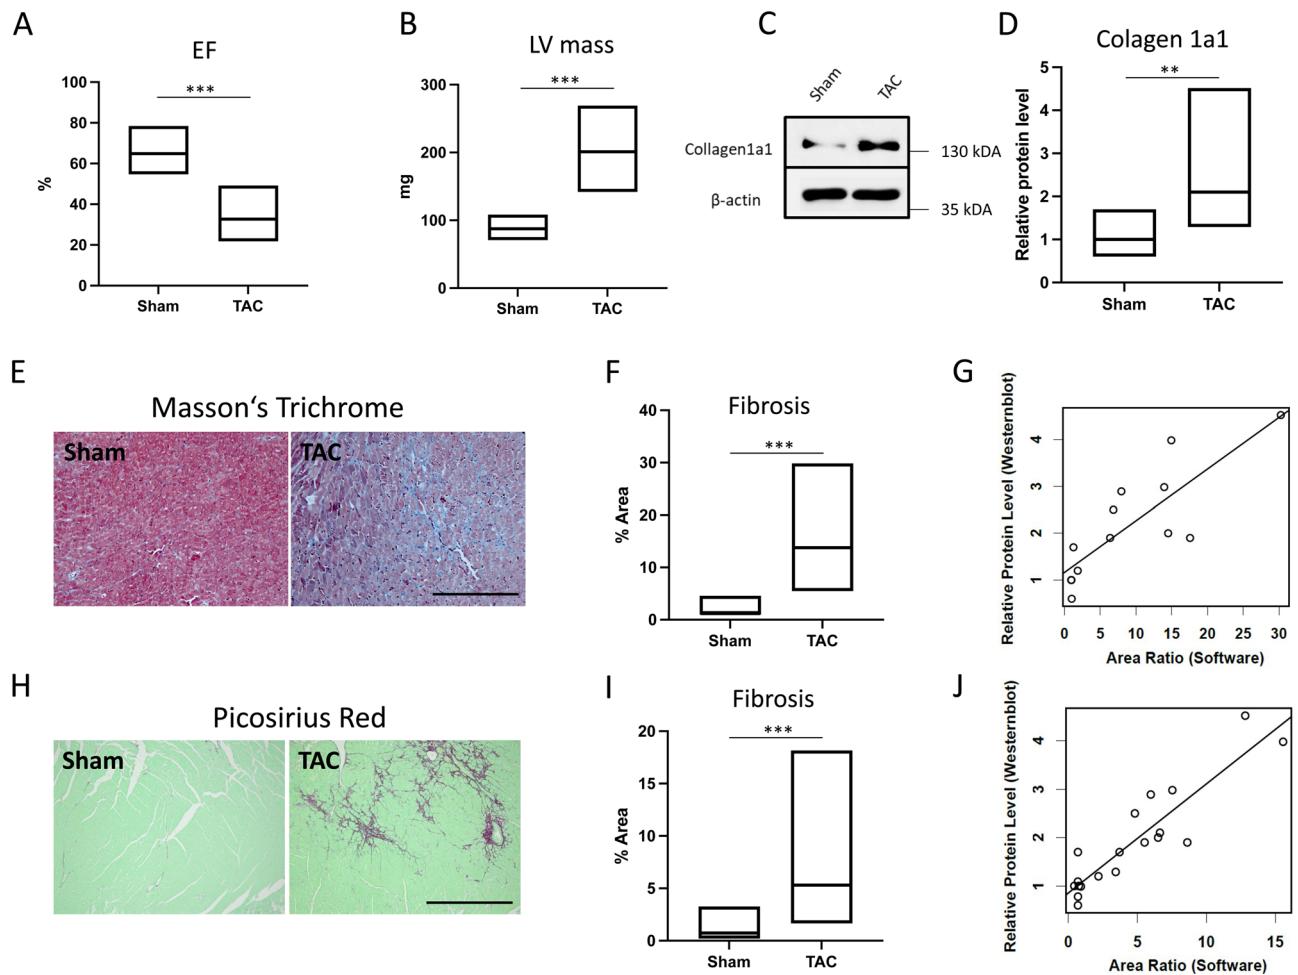 A
EF
100
80
60
40
20
0
%
***
Sham
TAC
B
LV mass
300
200
100
0
mg
***
Sham
TAC
C
Sham
TAC
Collagen1a1
130 kDA
β-actin
35 kDA
D
Colagen 1a1
5
4
3
2
1
0
Relative protein level
**
Sham
TAC
E
Masson‘s Trichrome
Sham
TAC
F
Fibrosis
40
30
20
10
0
% Area
***
Sham
TAC
G
Relative Protein Level (Westernblot)
4
3
2
1
0 5 10 15 20 25 30
Area Ratio (Software)
H
Picosirius Red
Sham
TAC
I
Fibrosis
20
15
10
5
0
% Area
***
Sham
TAC
J
Relative Protein Level (Westernblot)
4
3
2
1
0 5 10 15
Area Ratio (Software)